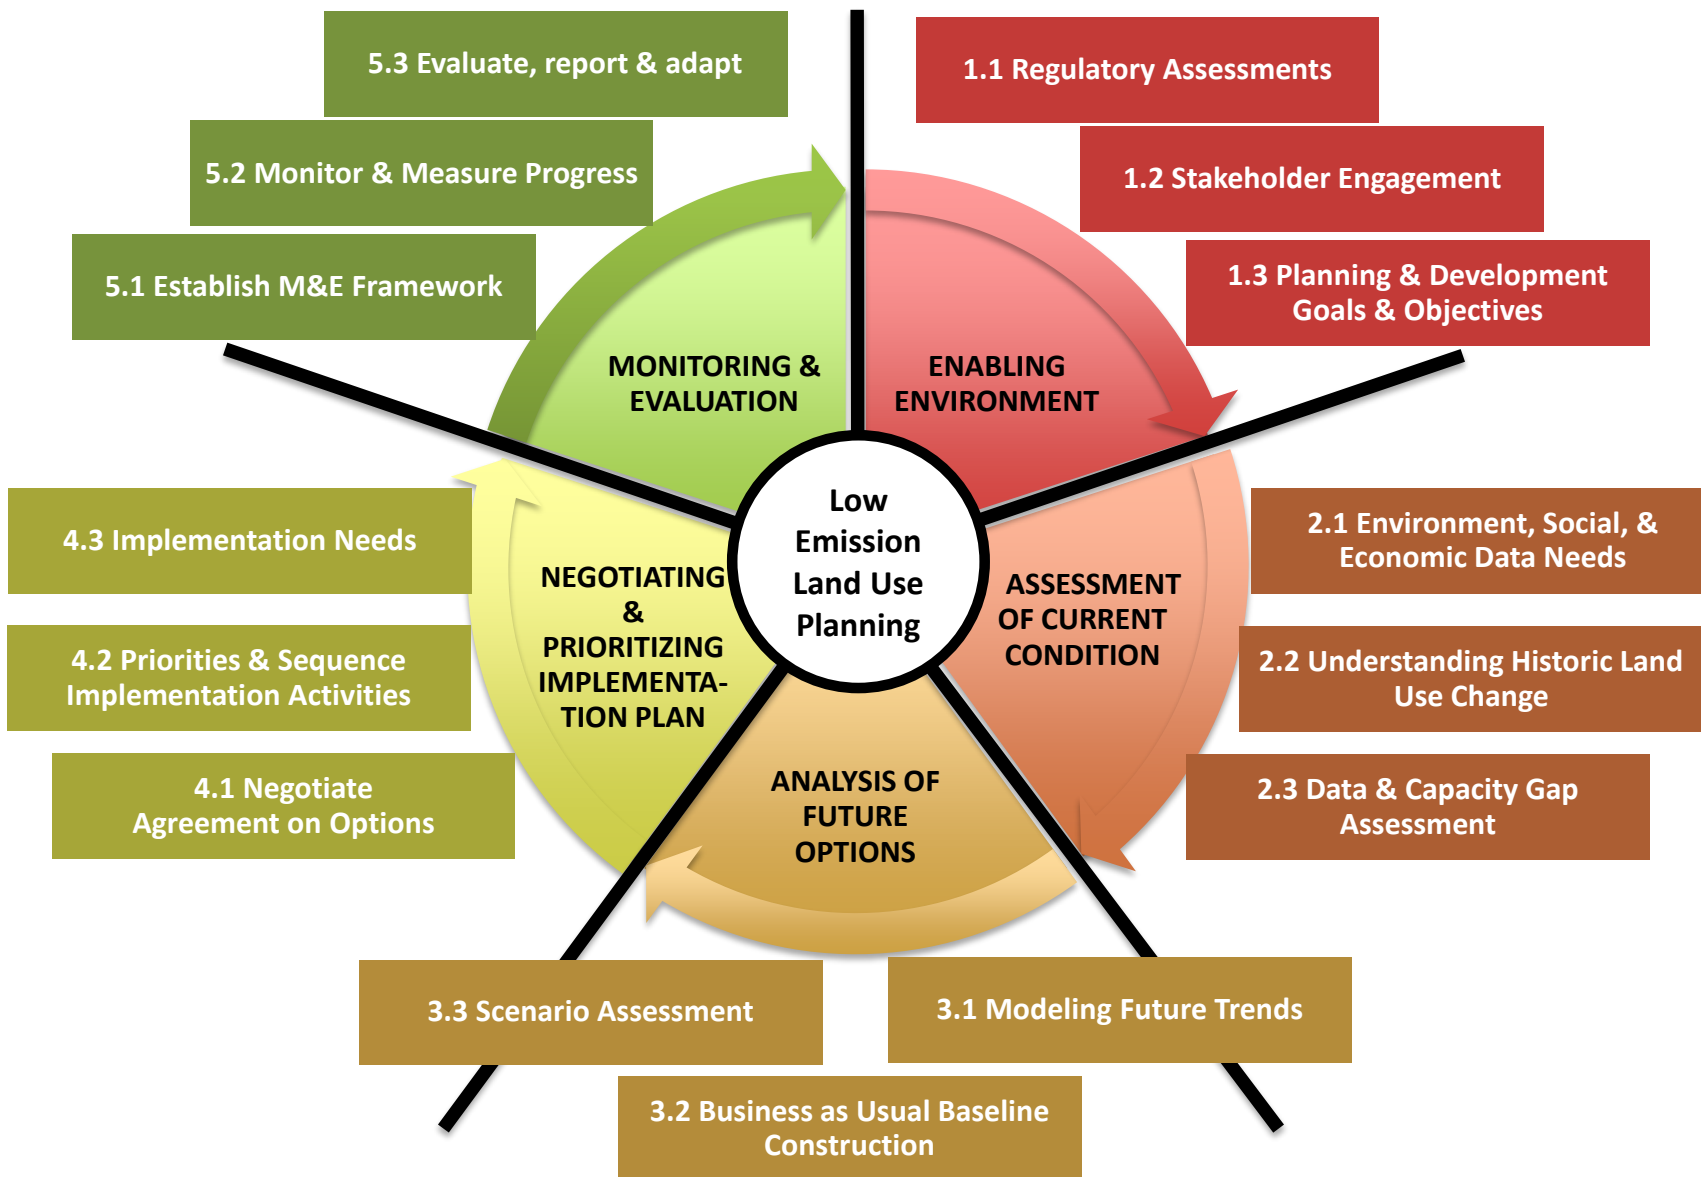 5.3 Evaluate, report & adapt
5.2 Monitor & Measure Progress
5.1 Establish M&E Framework
1.1 Regulatory Assessments
1.2 Stakeholder Engagement
1.3 Planning & Development
Goals & Objectives
MONITORING &
EVALUATION
ENABLING
ENVIRONMENT
Low
Emission
Land Use
Planning
4.3 Implementation Needs
4.2 Priorities & Sequence
Implementation Activities
4.1 Negotiate
Agreement on Options
NEGOTIATING
&
PRIORITIZING
IMPLEMENTA-
TION PLAN
ASSESSMENT
OF CURRENT
CONDITION
2.1 Environment, Social, &
Economic Data Needs
2.2 Understanding Historic Land
Use Change
2.3 Data & Capacity Gap
Assessment
ANALYSIS OF
FUTURE
OPTIONS
3.3 Scenario Assessment
3.1 Modeling Future Trends
3.2 Business as Usual Baseline
Construction